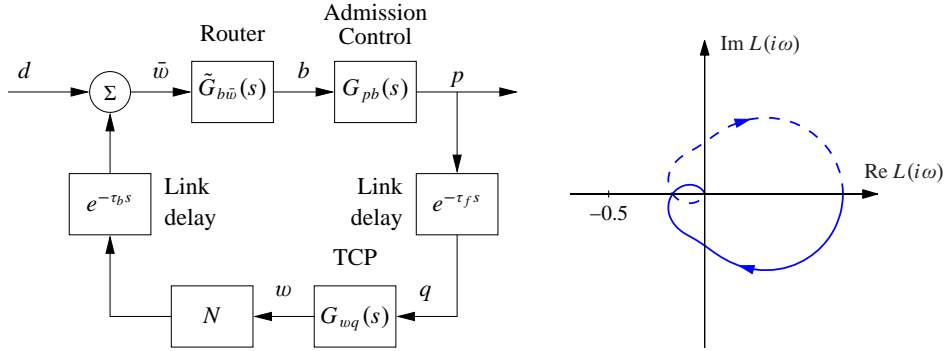 Admission
Control
Router
d
w̄
b
p
Σ
G̃_{bw̄}(s)
G_{pb}(s)
e^{−τ_b s}
Link
delay
Link
delay
e^{−τ_f s}
TCP
N
w
G_{wq}(s)
q
Im L(iω)
Re L(iω)
−0.5